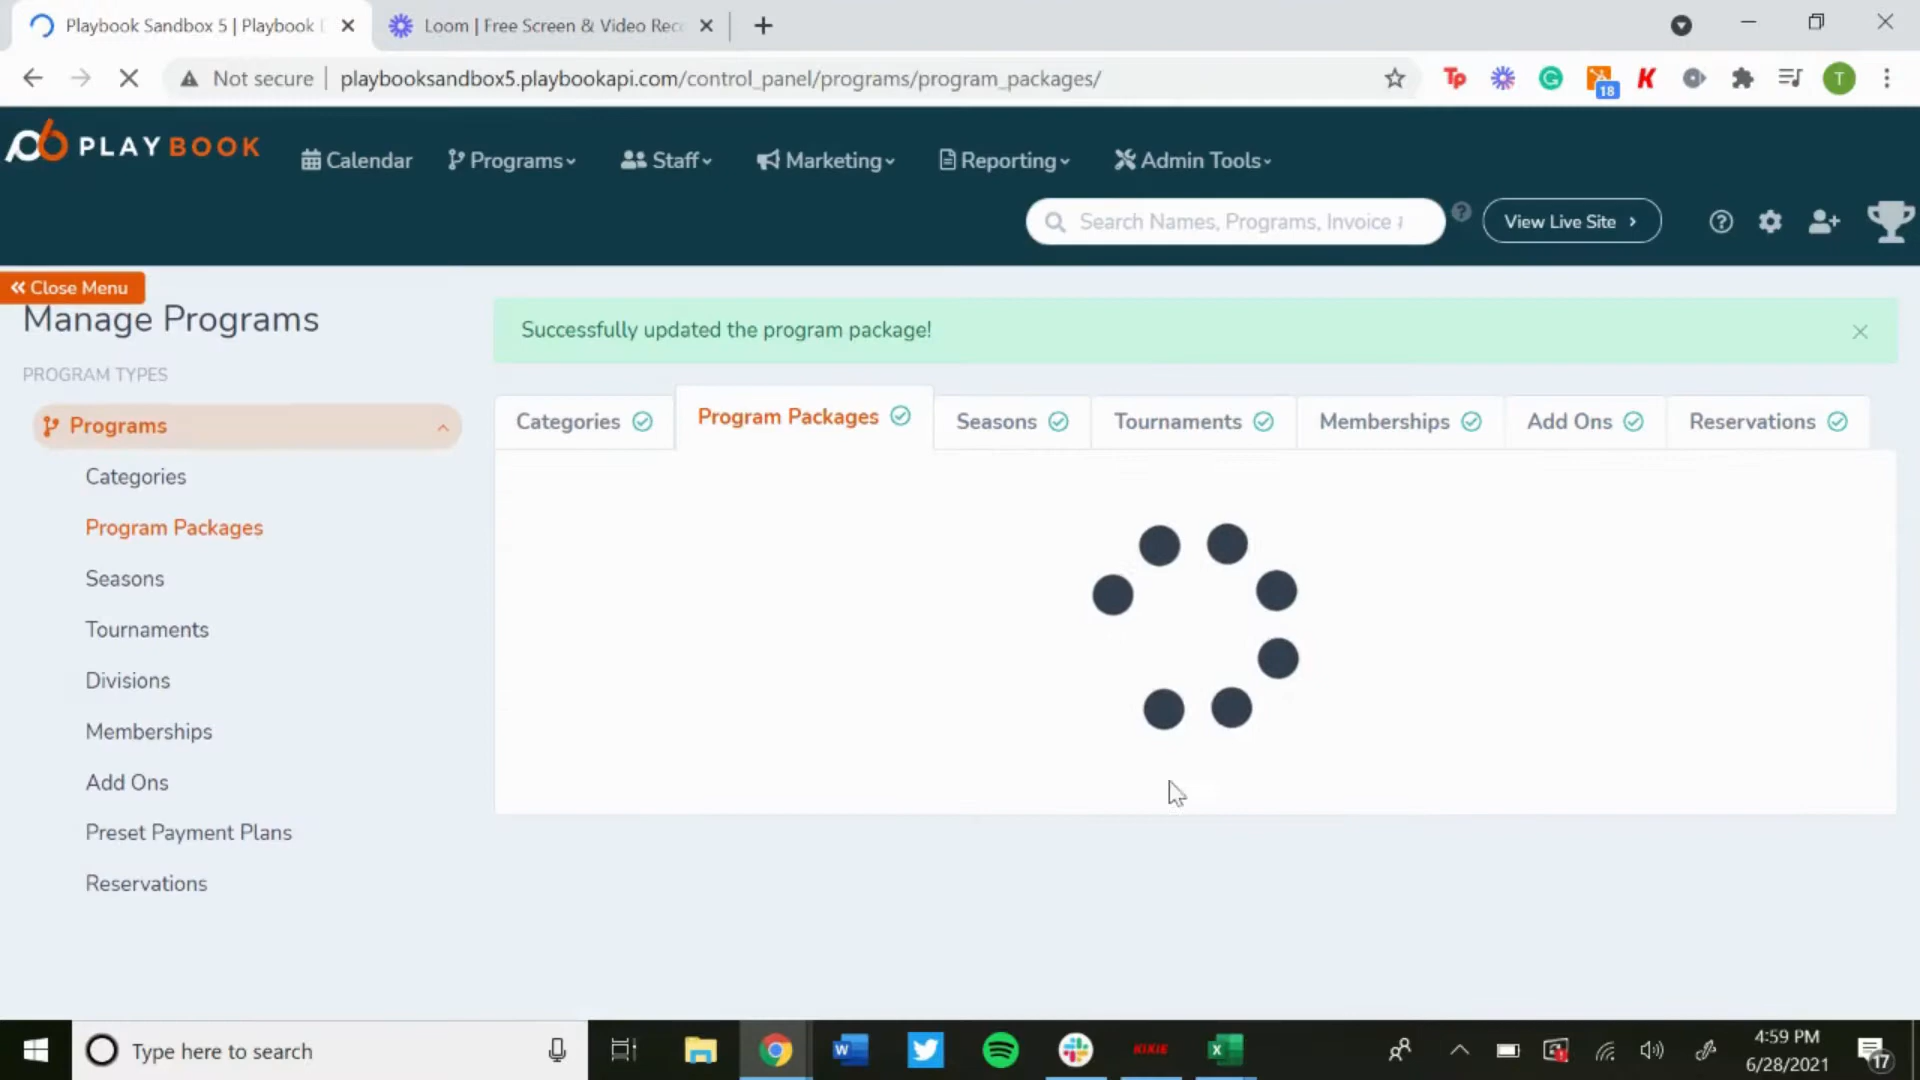 Playbook Sandbox 5 | Playbook
Loom | Free Screen & Video Rec
Not secure
playbooksandbox5.playbookapi.com/control_panel/programs/program_packages/
Tp
18
K
T
PLAYBOOK
Calendar
Programs
Staff
Marketing
Reporting
Admin Tools
Search Names, Programs, Invoice #
?
View Live Site
?
Close Menu
Manage Programs
Successfully updated the program package!
PROGRAM TYPES
Programs
Categories
Program Packages
Seasons
Tournaments
Memberships
Add Ons
Reservations
Categories
Program Packages
Seasons
Tournaments
Divisions
Memberships
Add Ons
Preset Payment Plans
Reservations
Type here to search
W
KIXIE
X
4:59 PM
6/28/2021
17